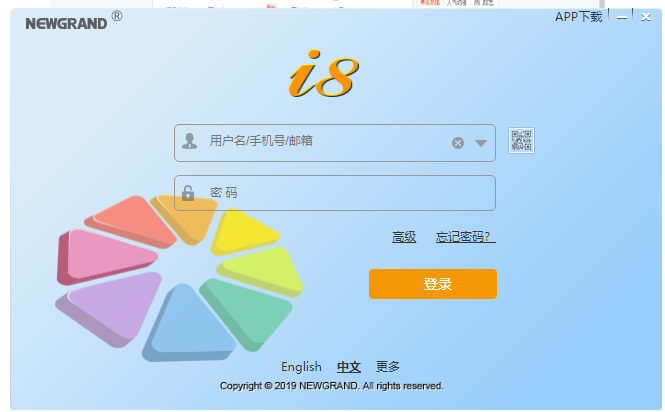 NEWGRAND®
APP下载
i8
用户名/手机号/邮箱
密 码
高级 忘记密码？
登录
English 中文 更多
Copyright © 2019 NEWGRAND. All rights reserved.